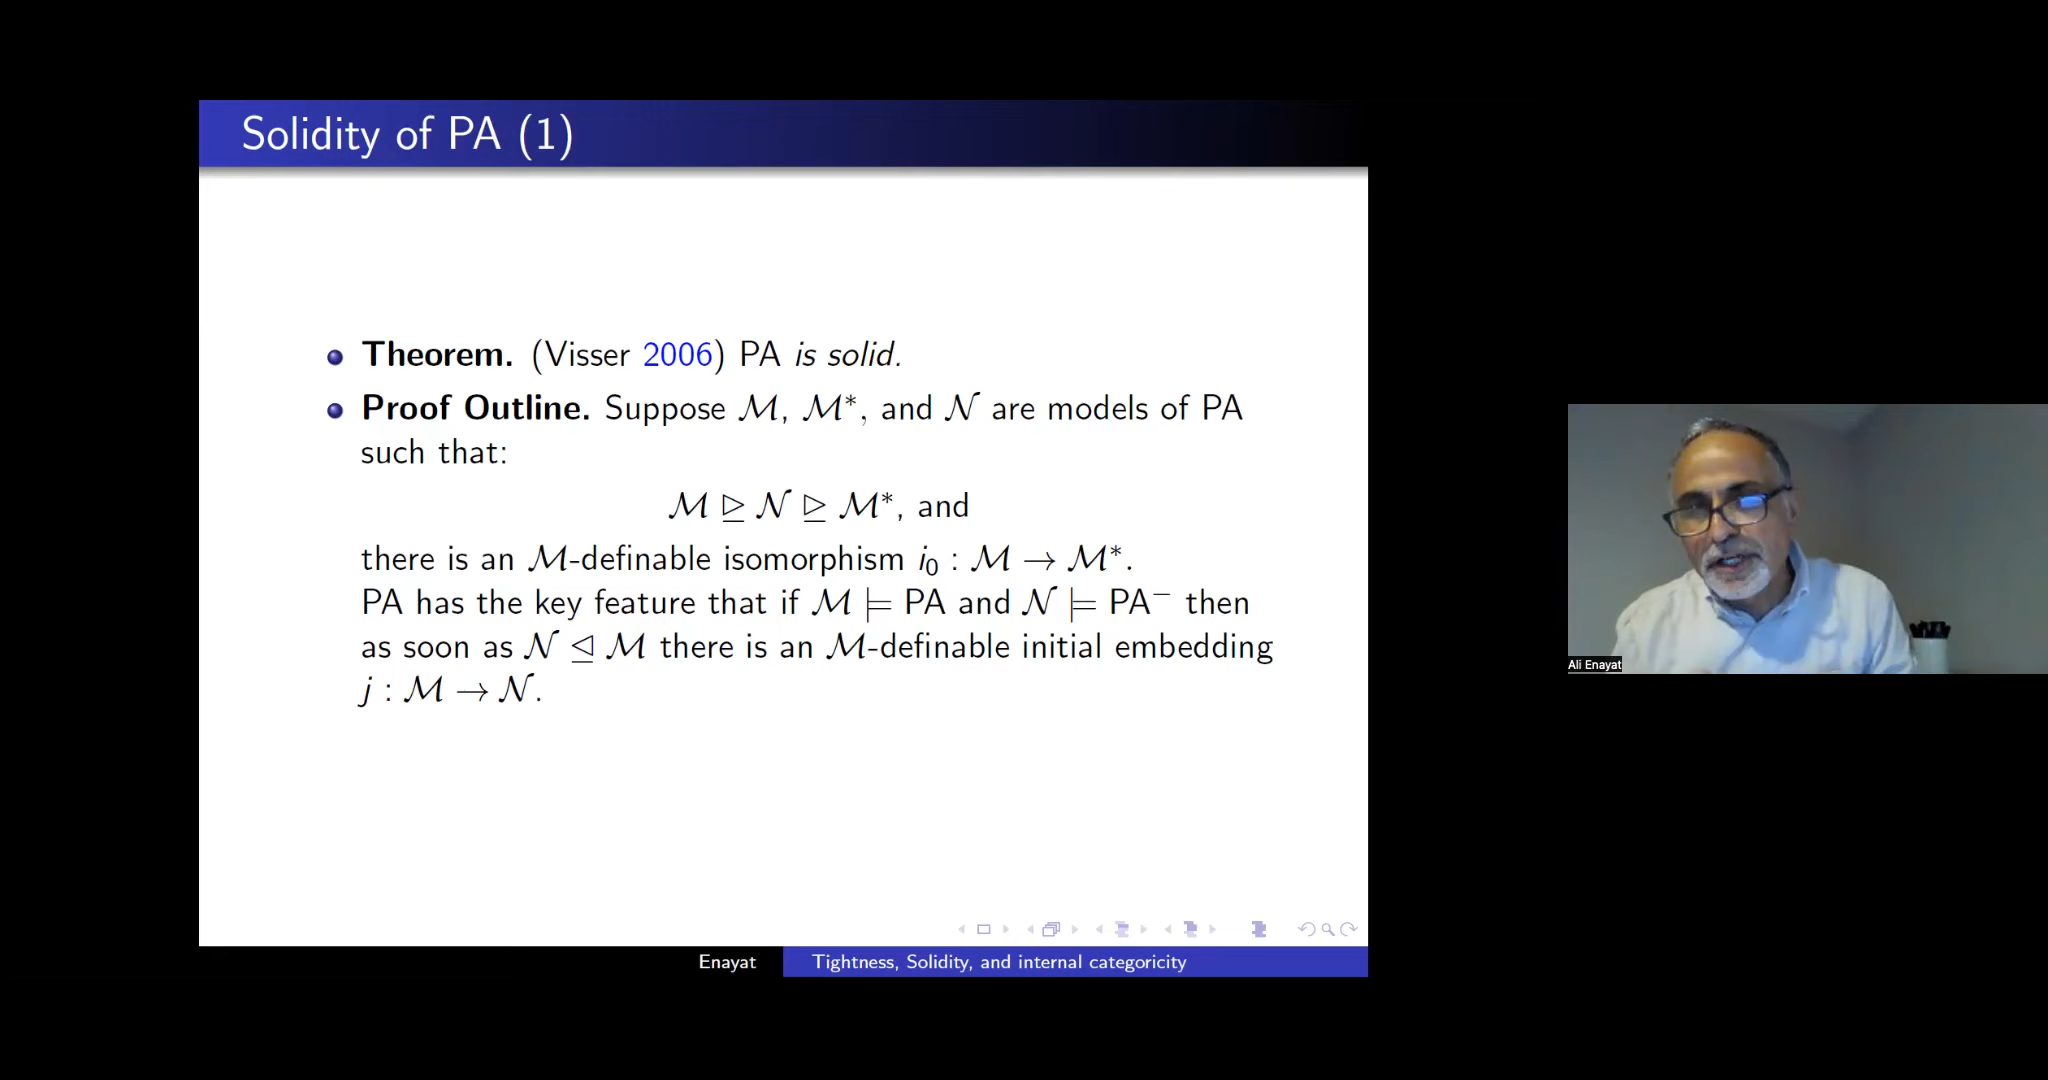 Solidity of PA (1)
Theorem. (Visser 2006) PA is solid.
Proof Outline. Suppose ℳ, ℳ*, and 𝒩 are models of PA
such that:
ℳ ⊵ 𝒩 ⊵ ℳ*, and
there is an ℳ-definable isomorphism i₀ : ℳ → ℳ*.
PA has the key feature that if ℳ ⊨ PA and 𝒩 ⊨ PA⁻ then
as soon as 𝒩 ⊴ ℳ there is an ℳ-definable initial embedding
j : ℳ → 𝒩.
Ali Enayat
Enayat
Tightness, Solidity, and internal categoricity